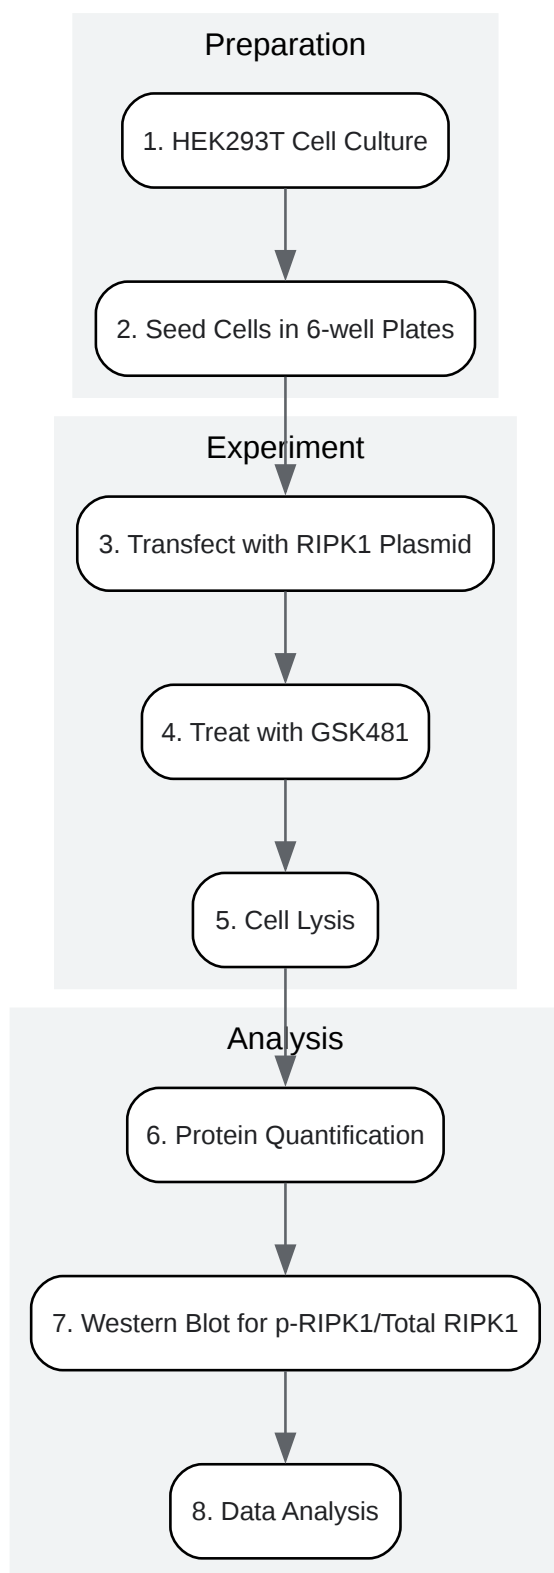 Preparation
1. HEK293T Cell Culture
2. Seed Cells in 6-well Plates
Experiment
3. Transfect with RIPK1 Plasmid
4. Treat with GSK481
5. Cell Lysis
Analysis
6. Protein Quantification
7. Western Blot for p-RIPK1/Total RIPK1
8. Data Analysis